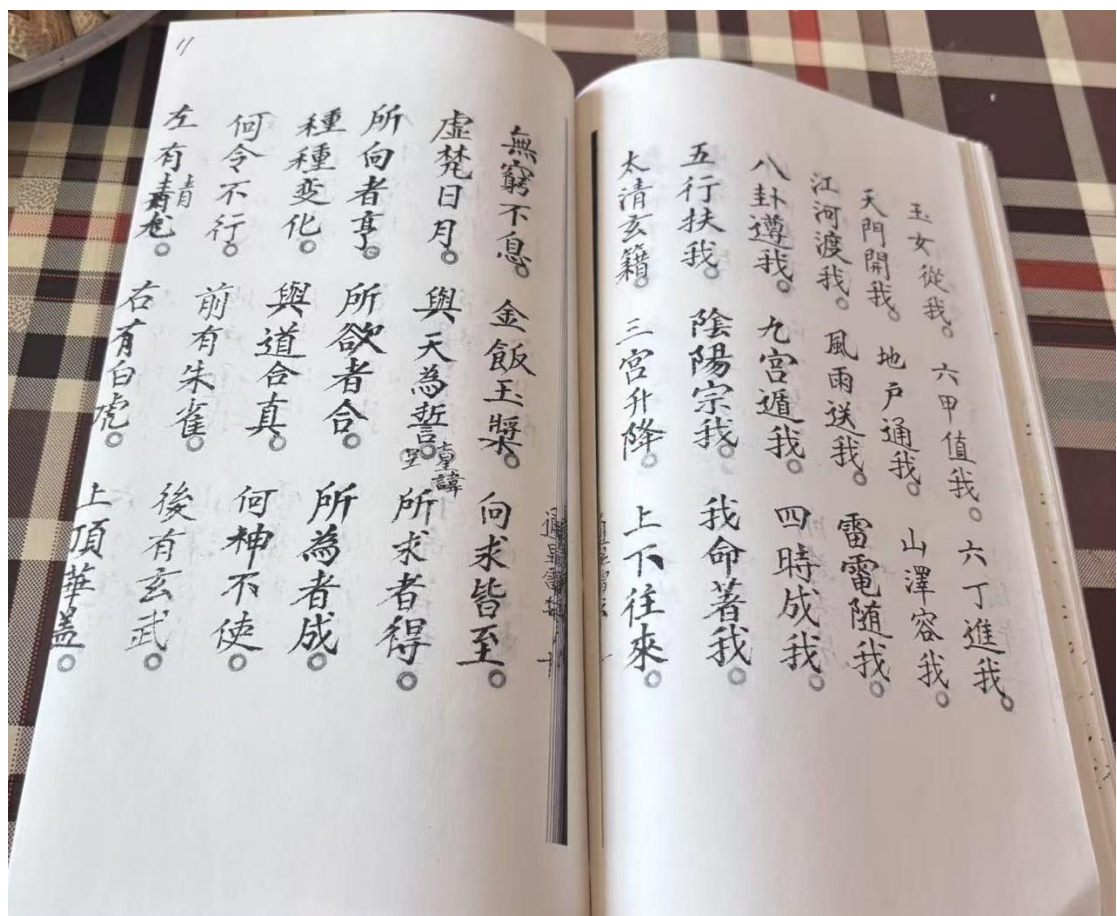 玉女從我。六甲值我。六丁進我。
天門開我。地戶通我。山澤容我。
江河渡我。風雨送我。雷電随我。
八卦遵我。九宮遁我。四時成我。
五行扶我。陰陽宗我。我命著我。
太清玄籍。三宮升降。上下往來。
無窮不息。金飯玉漿。向求皆至。
虛梵日月。與天為誓。所求者得。
所向者亨。所欲者合。所為者成。
種種变化。與道合真。何神不使。
何令不行。前有朱雀。後有玄武。
左有青龙。右有白虎。上頂華盖。
11